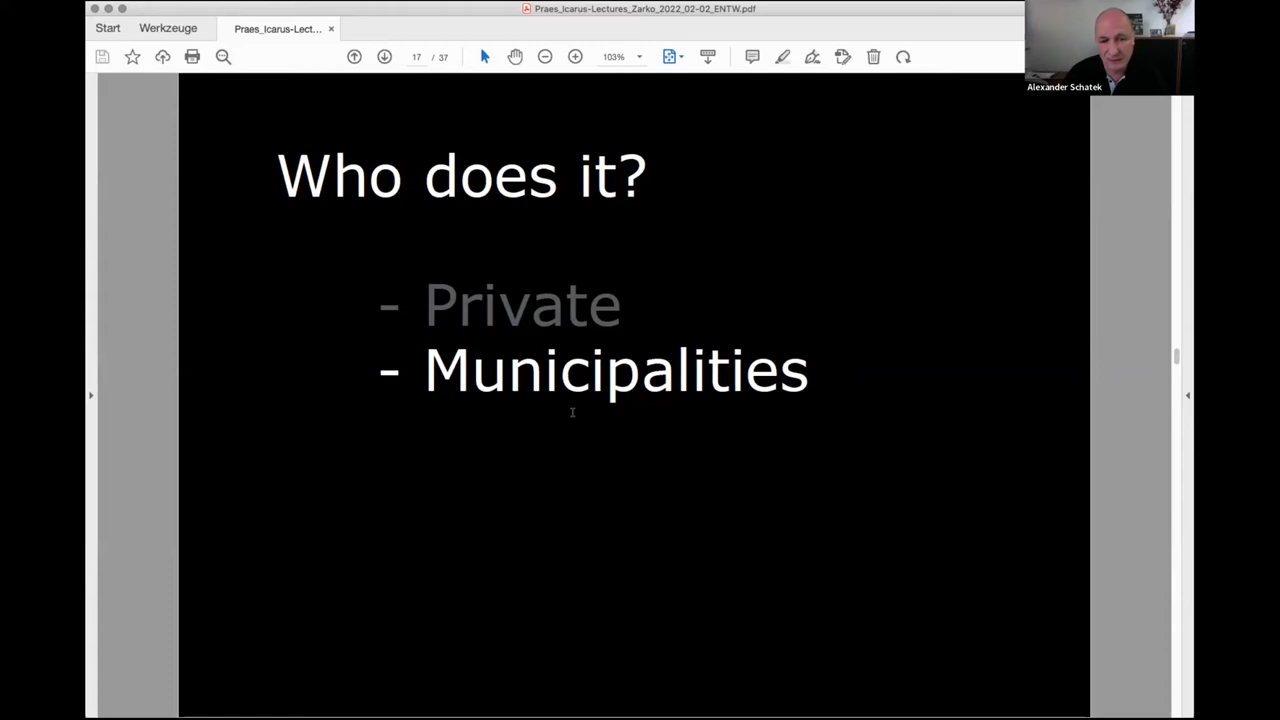 Praes_Icarus-Lectures_Zarko_2022_02-02_ENTW.pdf
Start
Werkzeuge
Praes_Icarus-Lect... ×
17 / 37
103%
Alexander Schatek
Who does it?
- Private
- Municipalities